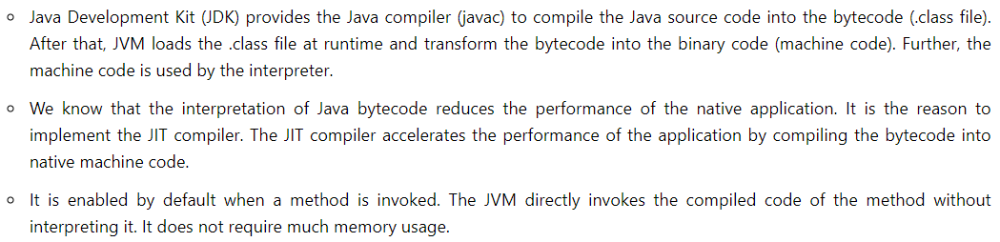 Java Development Kit (JDK) provides the Java compiler (javac) to compile the Java source code into the bytecode (.class file).
After that, JVM loads the .class file at runtime and transform the bytecode into the binary code (machine code). Further, the
machine code is used by the interpreter.
We know that the interpretation of Java bytecode reduces the performance of the native application. It is the reason to
implement the JIT compiler. The JIT compiler accelerates the performance of the application by compiling the bytecode into
native machine code.
It is enabled by default when a method is invoked. The JVM directly invokes the compiled code of the method without
interpreting it. It does not require much memory usage.